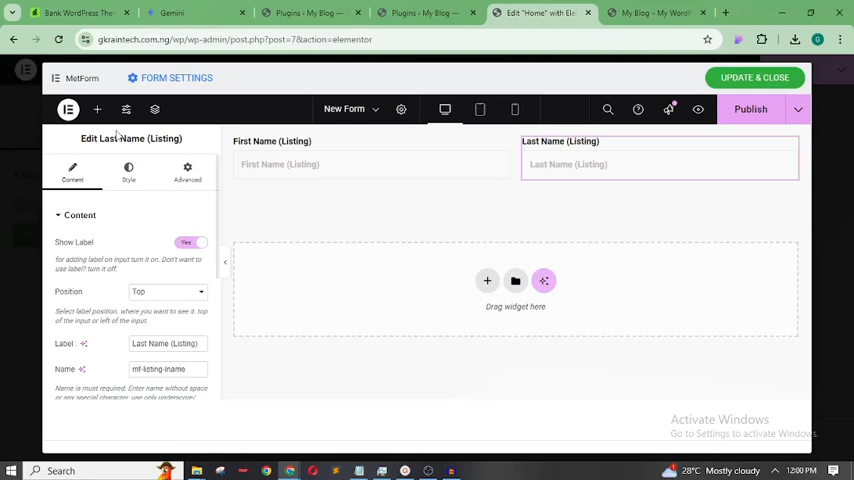 Bank WordPress Them
Gemini
Plugins ‹ My Blog —
Plugins ‹ My Blog —
Edit "Home" with Ele
My Blog – My WordP
gkraintech.com.ng/wp/wp-admin/post.php?post=7&action=elementor
MetForm
FORM SETTINGS
UPDATE & CLOSE
New Form
Publish
Edit Last Name (Listing)
Content
Style
Advanced
Content
Show Label
Yes
for adding label on input turn it on. Don't want to
use label? turn it off.
Position
Top
Select label position. where you want to see it. top
of the input or left of the input.
Label :
Last Name (Listing)
Name
mf-listing-lname
Name is must required. Enter name without space
or any special character. use only underscore/
First Name (Listing)
First Name (Listing)
Last Name (Listing)
Last Name (Listing)
Drag widget here
Activate Windows
Go to Settings to activate Windows.
Search
28°C Mostly cloudy
12:00 PM